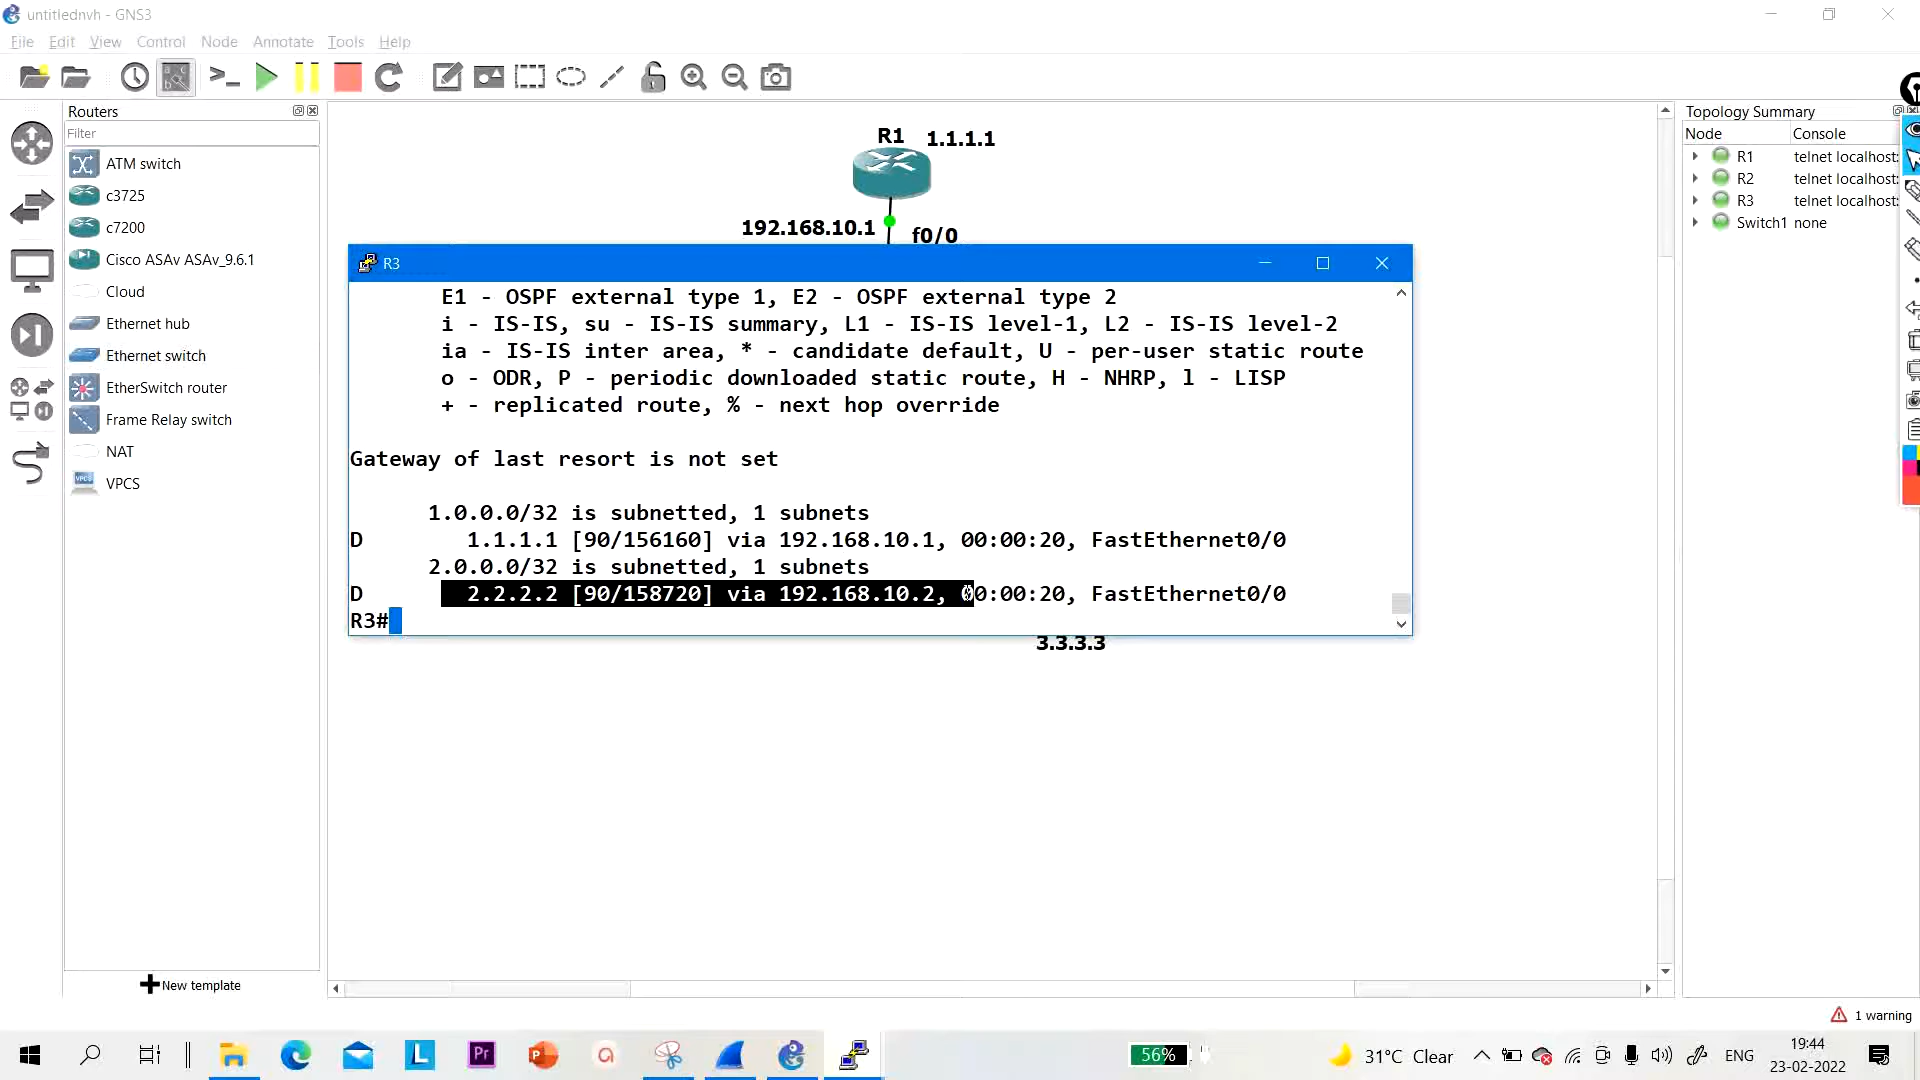 untitlednvh - GNS3
File Edit View Control Node Annotate Tools Help
Routers
Filter
ATM switch
c3725
c7200
Cisco ASAv ASAv_9.6.1
Cloud
Ethernet hub
Ethernet switch
EtherSwitch router
Frame Relay switch
NAT
VPCS
New template
R1 1.1.1.1
192.168.10.1 f0/0
R3
E1 - OSPF external type 1, E2 - OSPF external type 2
i - IS-IS, su - IS-IS summary, L1 - IS-IS level-1, L2 - IS-IS level-2
ia - IS-IS inter area, * - candidate default, U - per-user static route
o - ODR, P - periodic downloaded static route, H - NHRP, l - LISP
+ - replicated route, % - next hop override
Gateway of last resort is not set
1.0.0.0/32 is subnetted, 1 subnets
D 1.1.1.1 [90/156160] via 192.168.10.1, 00:00:20, FastEthernet0/0
2.0.0.0/32 is subnetted, 1 subnets
D 2.2.2.2 [90/158720] via 192.168.10.2, 00:00:20, FastEthernet0/0
R3#
3.3.3.3
Topology Summary
Node Console
R1 telnet localhost:
R2 telnet localhost:
R3 telnet localhost:
Switch1 none
1 warning
L Pr P a
56%
31°C Clear
ENG
19:44
23-02-2022